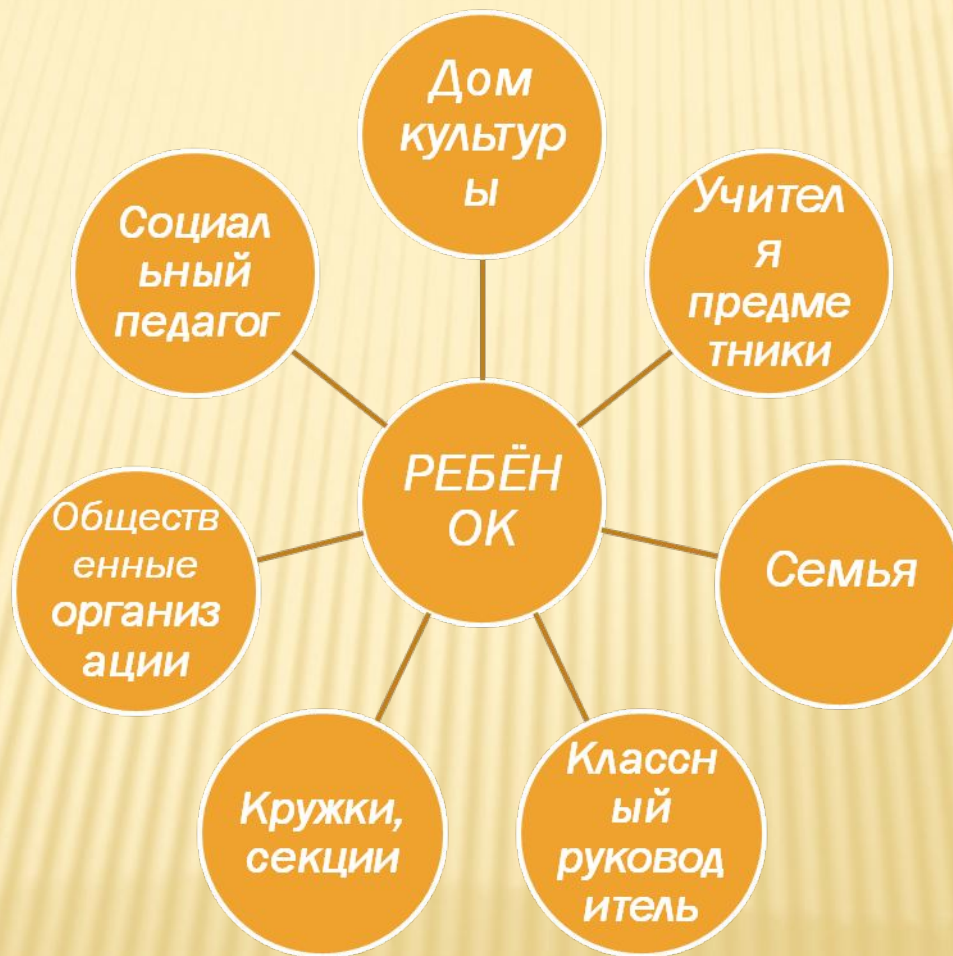 Дом
культур
ы
Учител
я
предме
тники
Семья
Классн
ый
руковод
итель
Кружки,
секции
Обществ
енные
организ
ации
Социал
ьный
педагог
РЕБЁН
ОК